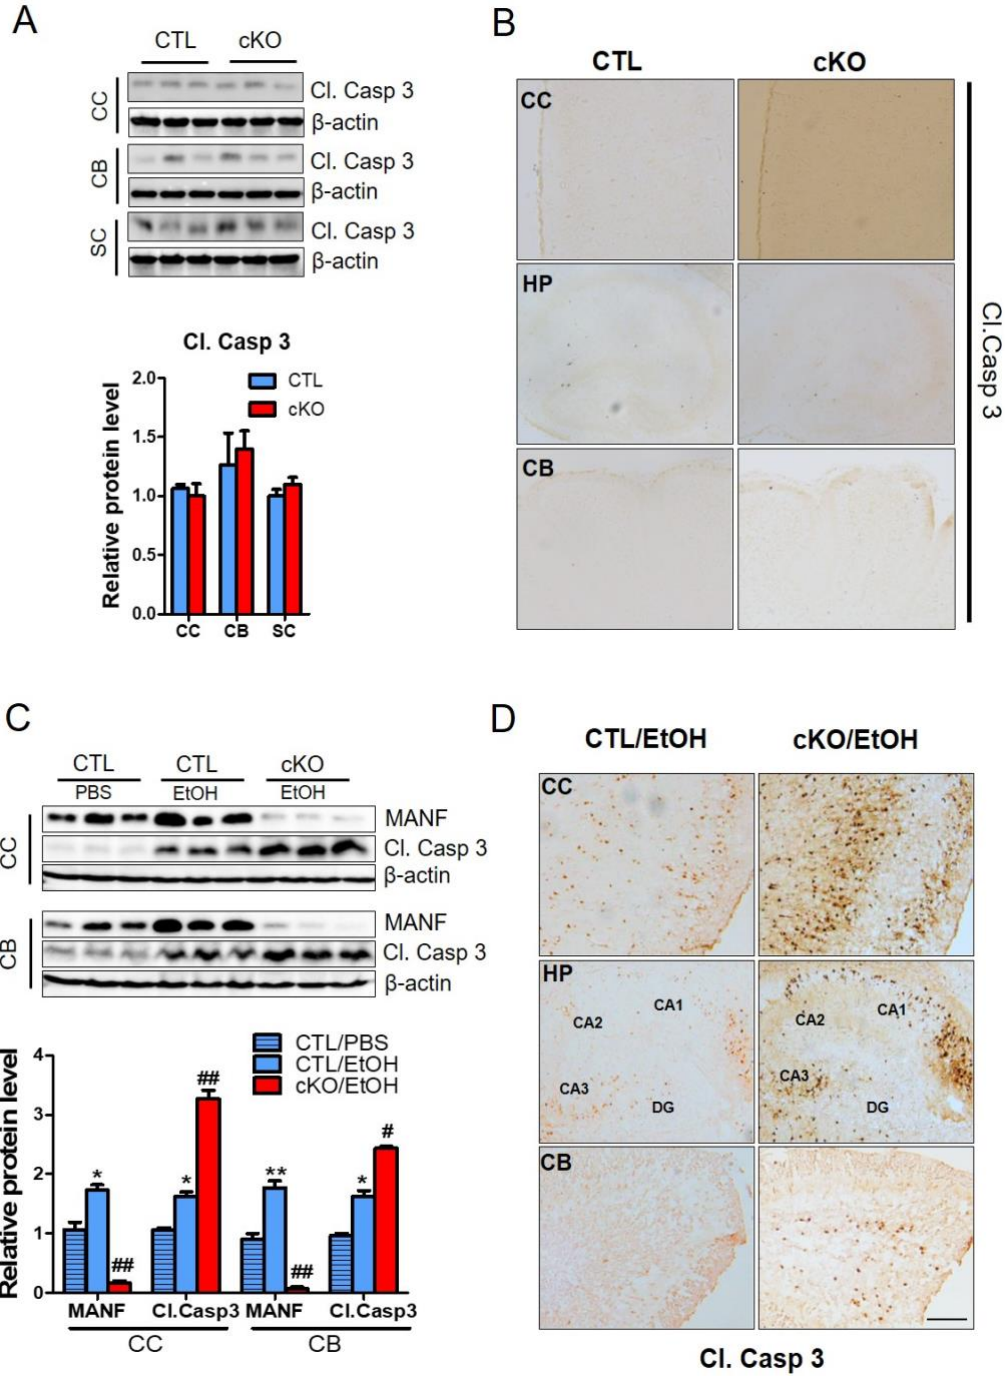 A
CTL cKO
CC
Cl. Casp 3
β-actin
CB
Cl. Casp 3
β-actin
SC
Cl. Casp 3
β-actin
Cl. Casp 3
Relative protein level
2.0
1.5
1.0
0.5
0.0
CTL
cKO
CC CB SC
B
CTL cKO
CC
HP
CB
Cl.Casp 3
C
CTL CTL cKO
PBS EtOH EtOH
CC
MANF
Cl. Casp 3
β-actin
CB
MANF
Cl. Casp 3
β-actin
Relative protein level
4
3
2
1
0
CTL/PBS
CTL/EtOH
cKO/EtOH
* ## * ## ** ## * #
MANF Cl.Casp3 MANF Cl.Casp3
CC CB
D
CTL/EtOH cKO/EtOH
CC
HP
CA1
CA2
CA3
DG
CA1
CA2
CA3
DG
CB
Cl. Casp 3